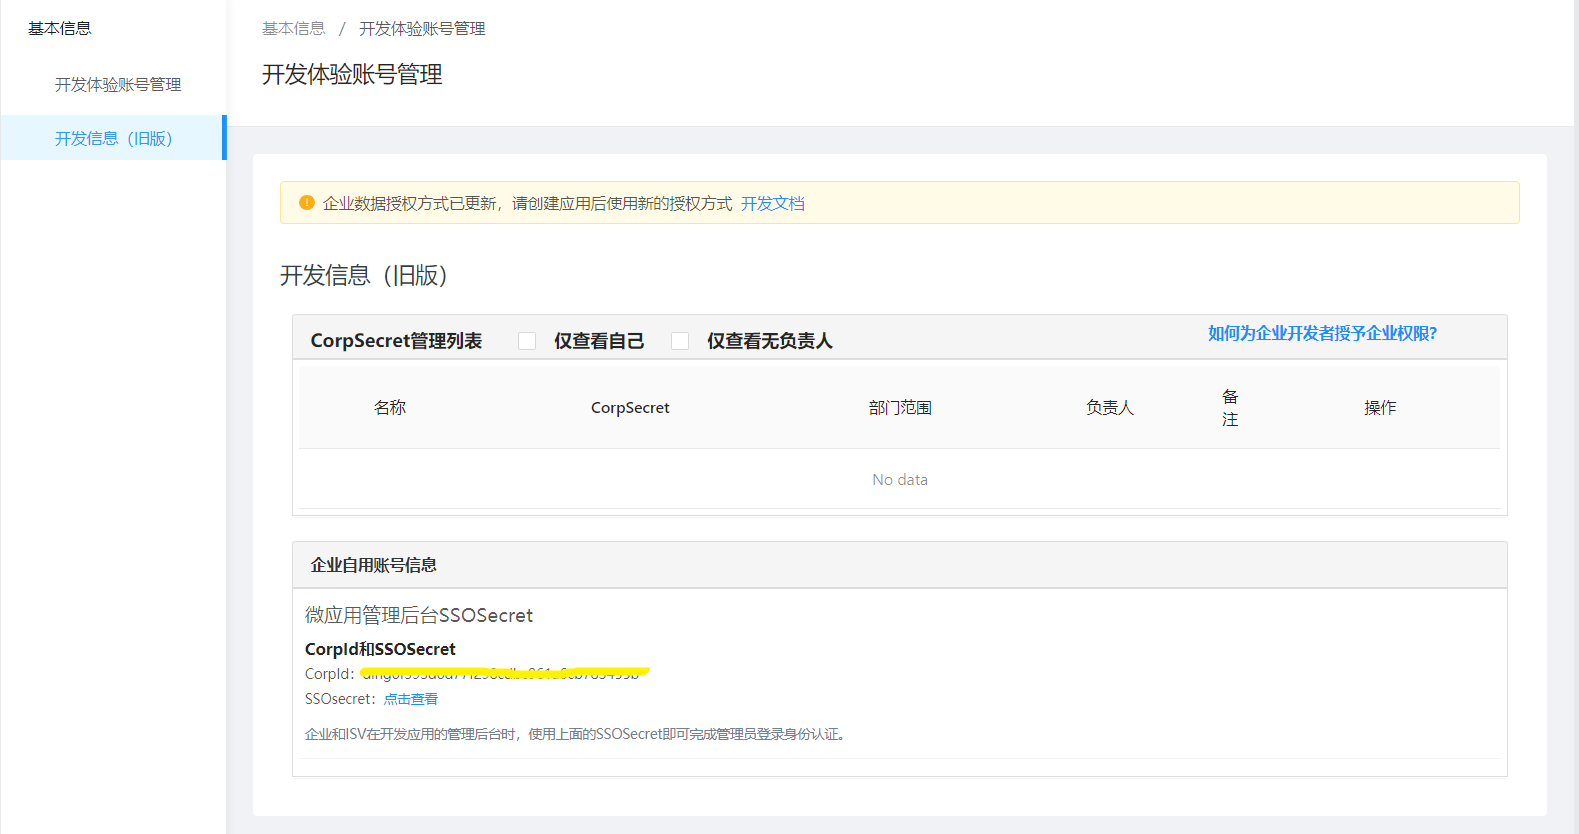 基本信息
开发体验账号管理
开发信息（旧版）
基本信息 / 开发体验账号管理
开发体验账号管理
企业数据授权方式已更新，请创建应用后使用新的授权方式 开发文档
开发信息（旧版）
CorpSecret管理列表 仅查看自己 仅查看无负责人 如何为企业开发者授予企业权限?
名称 CorpSecret 部门范围 负责人 备注 操作
No data
企业自用账号信息
微应用管理后台SSOSecret
CorpId和SSOSecret
CorpId：
SSOsecret：点击查看
企业和ISV在开发应用的管理后台时，使用上面的SSOSecret即可完成管理员登录身份认证。